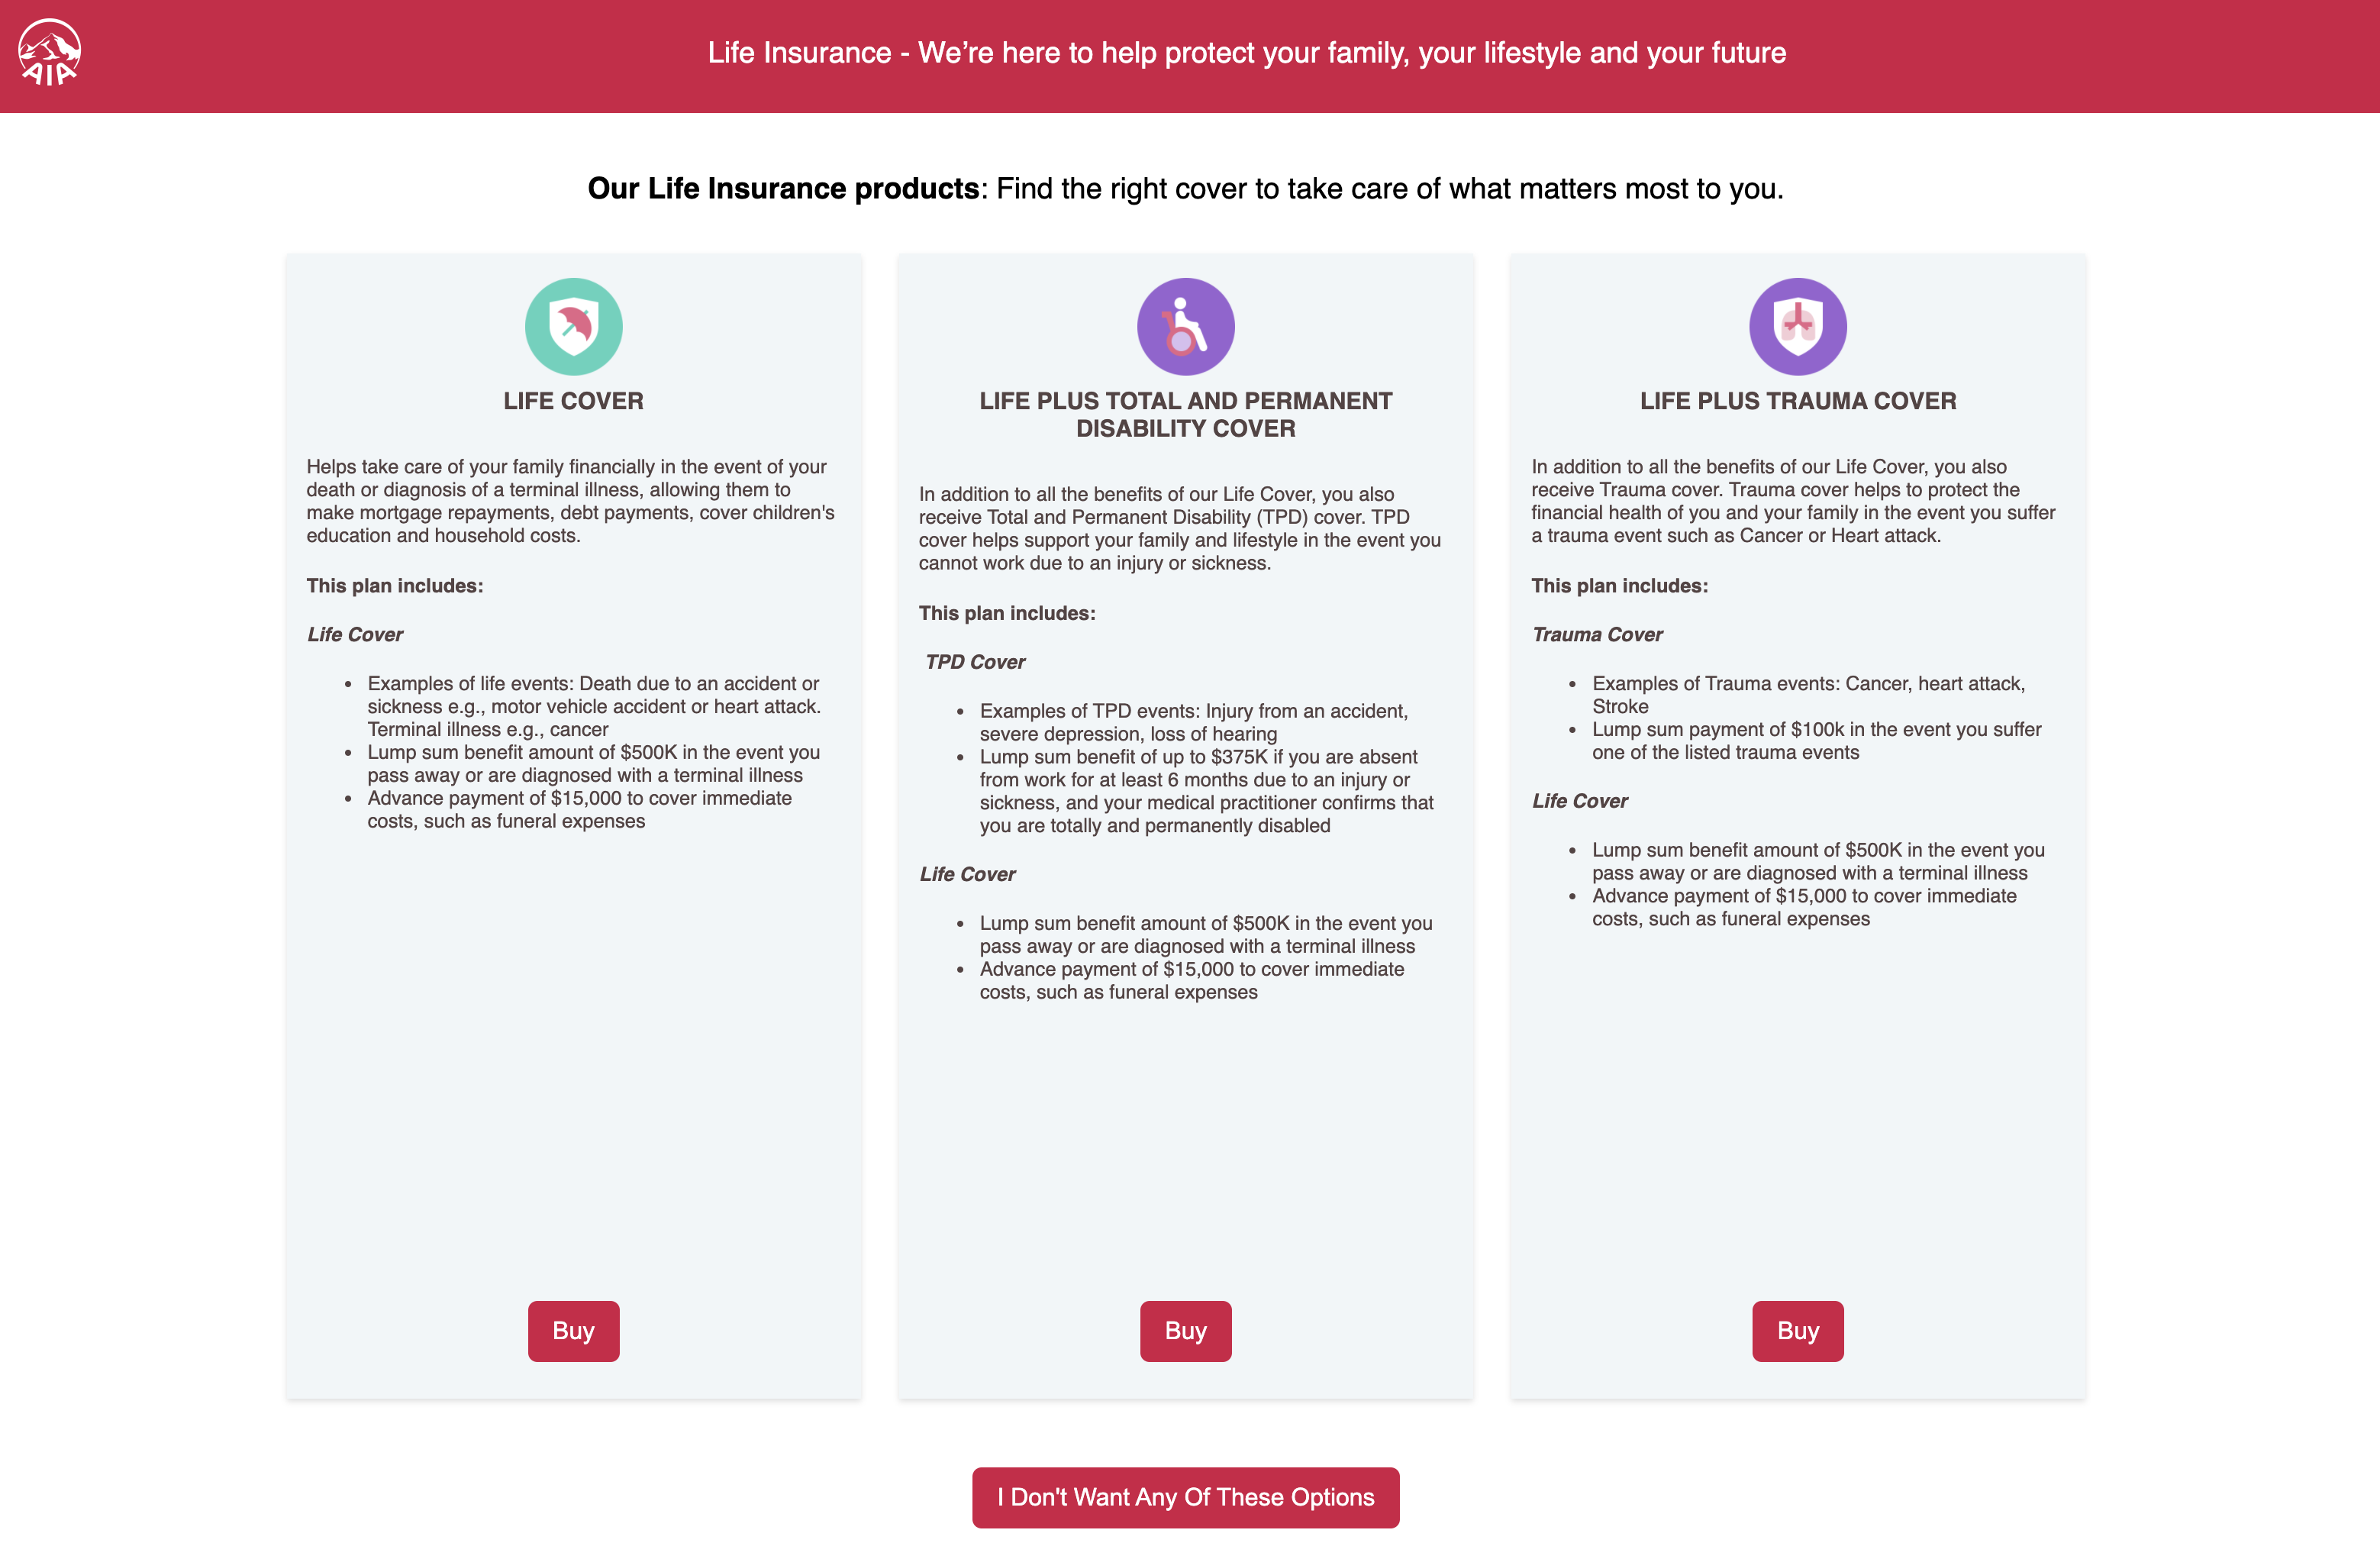 AIA
Life Insurance - We’re here to help protect your family, your lifestyle and your future
Our Life Insurance products: Find the right cover to take care of what matters most to you.
LIFE COVER
Helps take care of your family financially in the event of your
death or diagnosis of a terminal illness, allowing them to
make mortgage repayments, debt payments, cover children's
education and household costs.
This plan includes:
Life Cover
• Examples of life events: Death due to an accident or
sickness e.g., motor vehicle accident or heart attack.
Terminal illness e.g., cancer
• Lump sum benefit amount of $500K in the event you
pass away or are diagnosed with a terminal illness
• Advance payment of $15,000 to cover immediate
costs, such as funeral expenses
Buy
LIFE PLUS TOTAL AND PERMANENT
DISABILITY COVER
In addition to all the benefits of our Life Cover, you also
receive Total and Permanent Disability (TPD) cover. TPD
cover helps support your family and lifestyle in the event you
cannot work due to an injury or sickness.
This plan includes:
TPD Cover
• Examples of TPD events: Injury from an accident,
severe depression, loss of hearing
• Lump sum benefit of up to $375K if you are absent
from work for at least 6 months due to an injury or
sickness, and your medical practitioner confirms that
you are totally and permanently disabled
Life Cover
• Lump sum benefit amount of $500K in the event you
pass away or are diagnosed with a terminal illness
• Advance payment of $15,000 to cover immediate
costs, such as funeral expenses
Buy
LIFE PLUS TRAUMA COVER
In addition to all the benefits of our Life Cover, you also
receive Trauma cover. Trauma cover helps to protect the
financial health of you and your family in the event you suffer
a trauma event such as Cancer or Heart attack.
This plan includes:
Trauma Cover
• Examples of Trauma events: Cancer, heart attack,
Stroke
• Lump sum payment of $100k in the event you suffer
one of the listed trauma events
Life Cover
• Lump sum benefit amount of $500K in the event you
pass away or are diagnosed with a terminal illness
• Advance payment of $15,000 to cover immediate
costs, such as funeral expenses
Buy
I Don't Want Any Of These Options